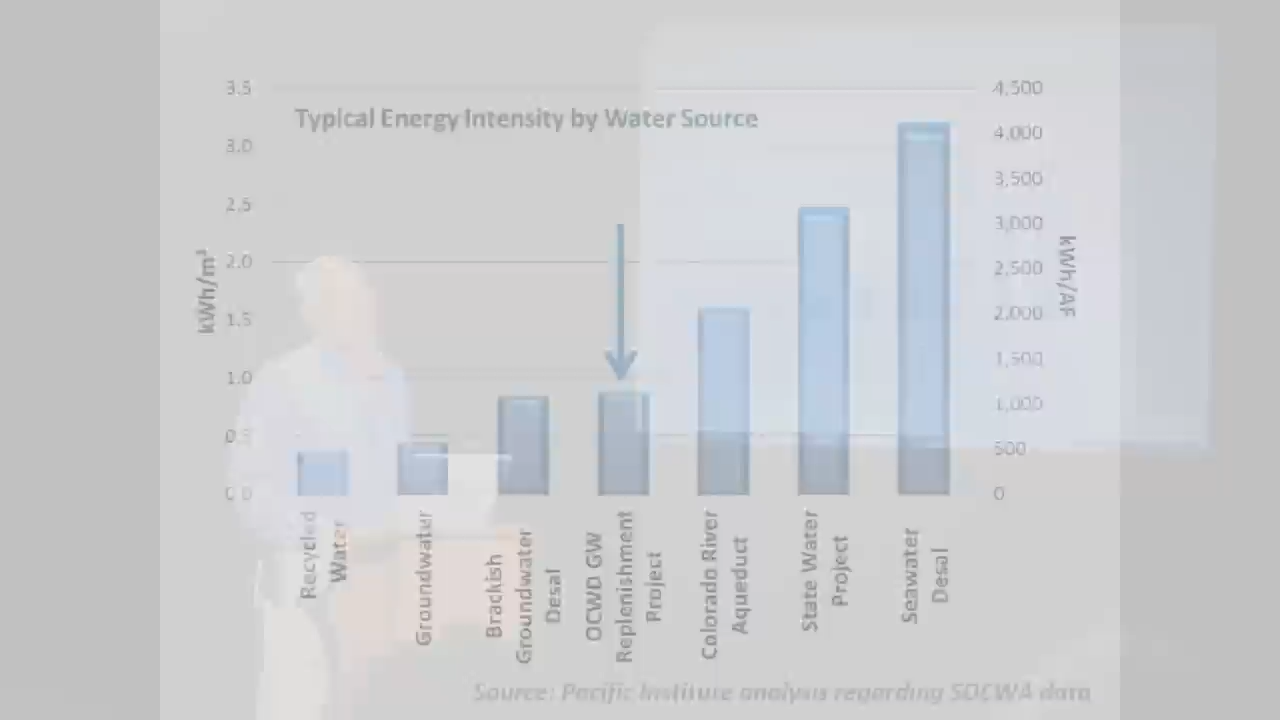 Typical Energy Intensity by Water Source
3.5
3.0
2.5
2.0
1.5
1.0
0.5
0.0
kWh/m³
4,500
4,000
3,500
3,000
2,500
2,000
1,500
1,000
500
0
kWh/AF
Recycled
Water
Groundwater
Brackish
Groundwater
Desal
OCWD GW
Replenishment
Project
Colorado River
Aqueduct
State Water
Project
Seawater
Desal
Source: Pacific Institute analysis regarding SDCWA data